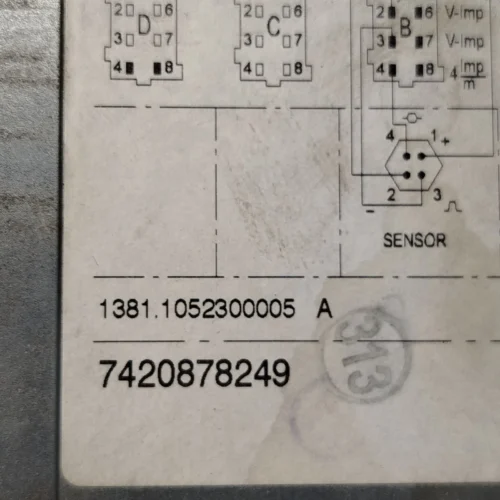 2 6 2 6 2 6 V-Imp
D C B
3 7 3 7 3 7 V-Imp
4 8 4 8 4 8 4 Imp/m
4 1 +
2 3
-
SENSOR
1381.1052300005 A
313
7420878249